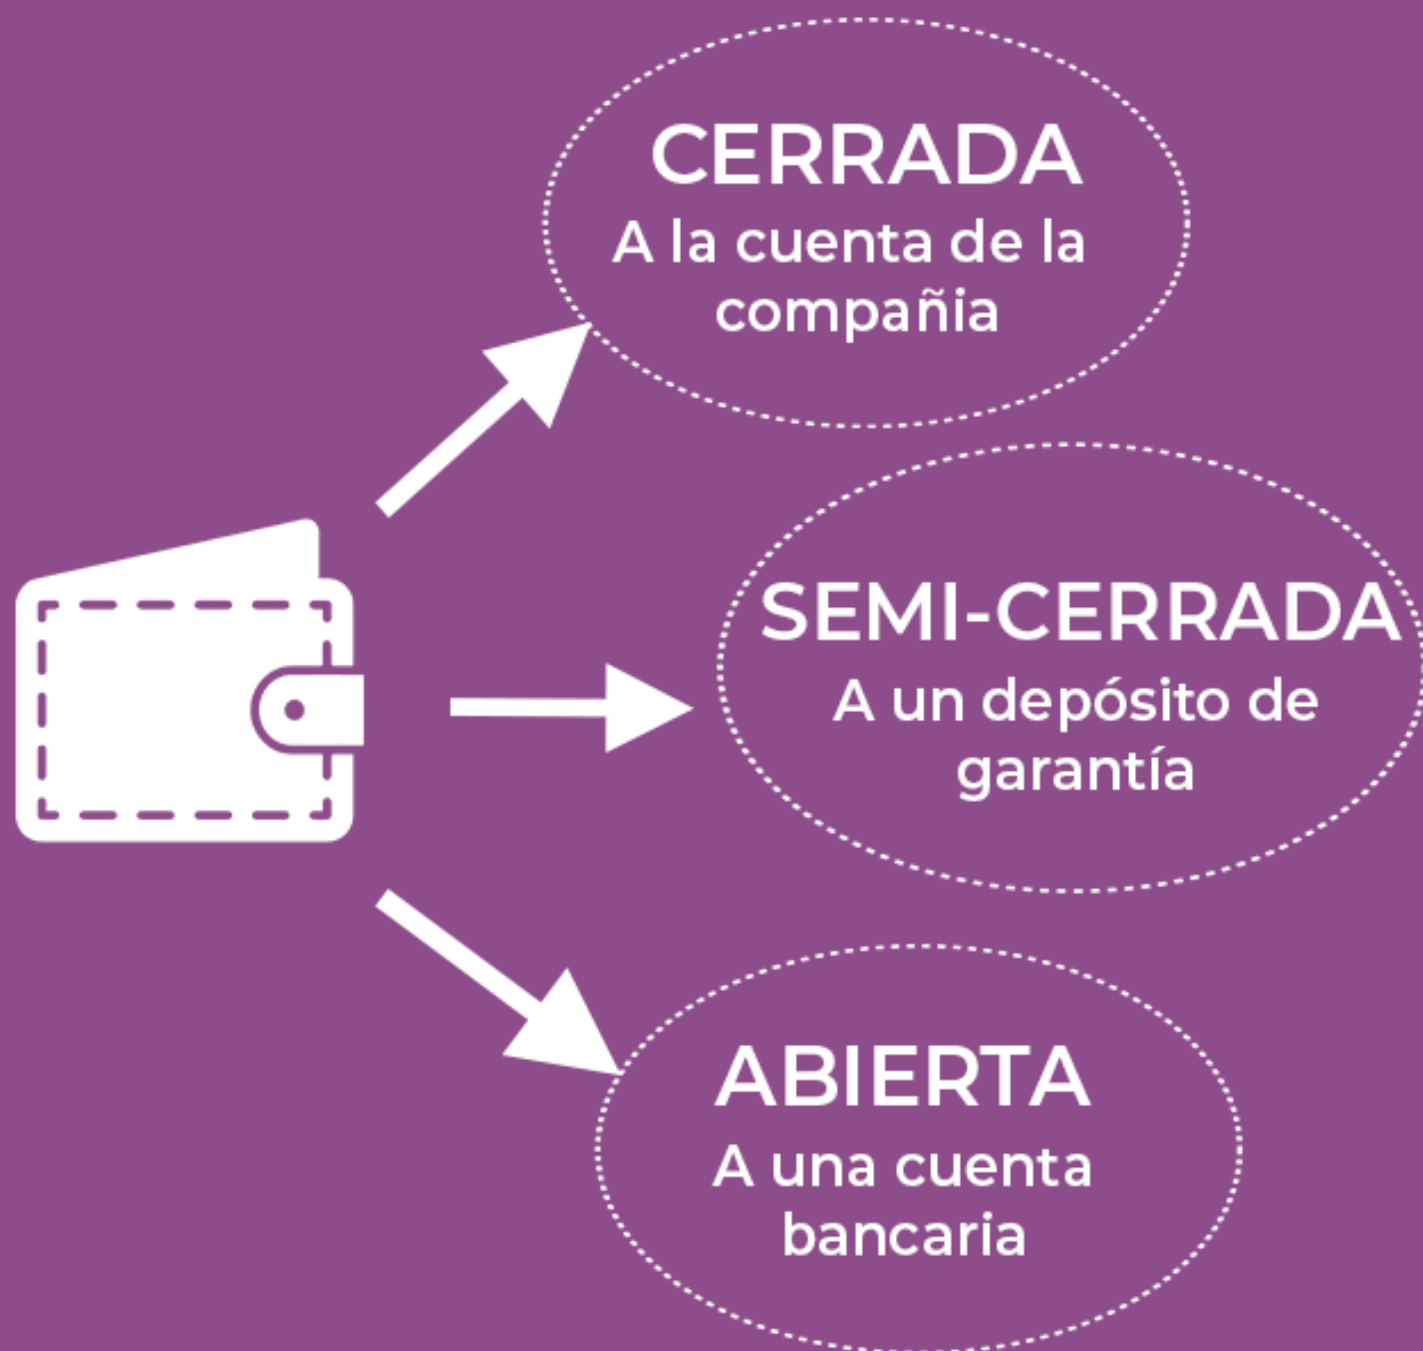 CERRADA
A la cuenta de la
compañia
SEMI-CERRADA
A un depósito de
garantía
ABIERTA
A una cuenta
bancaria